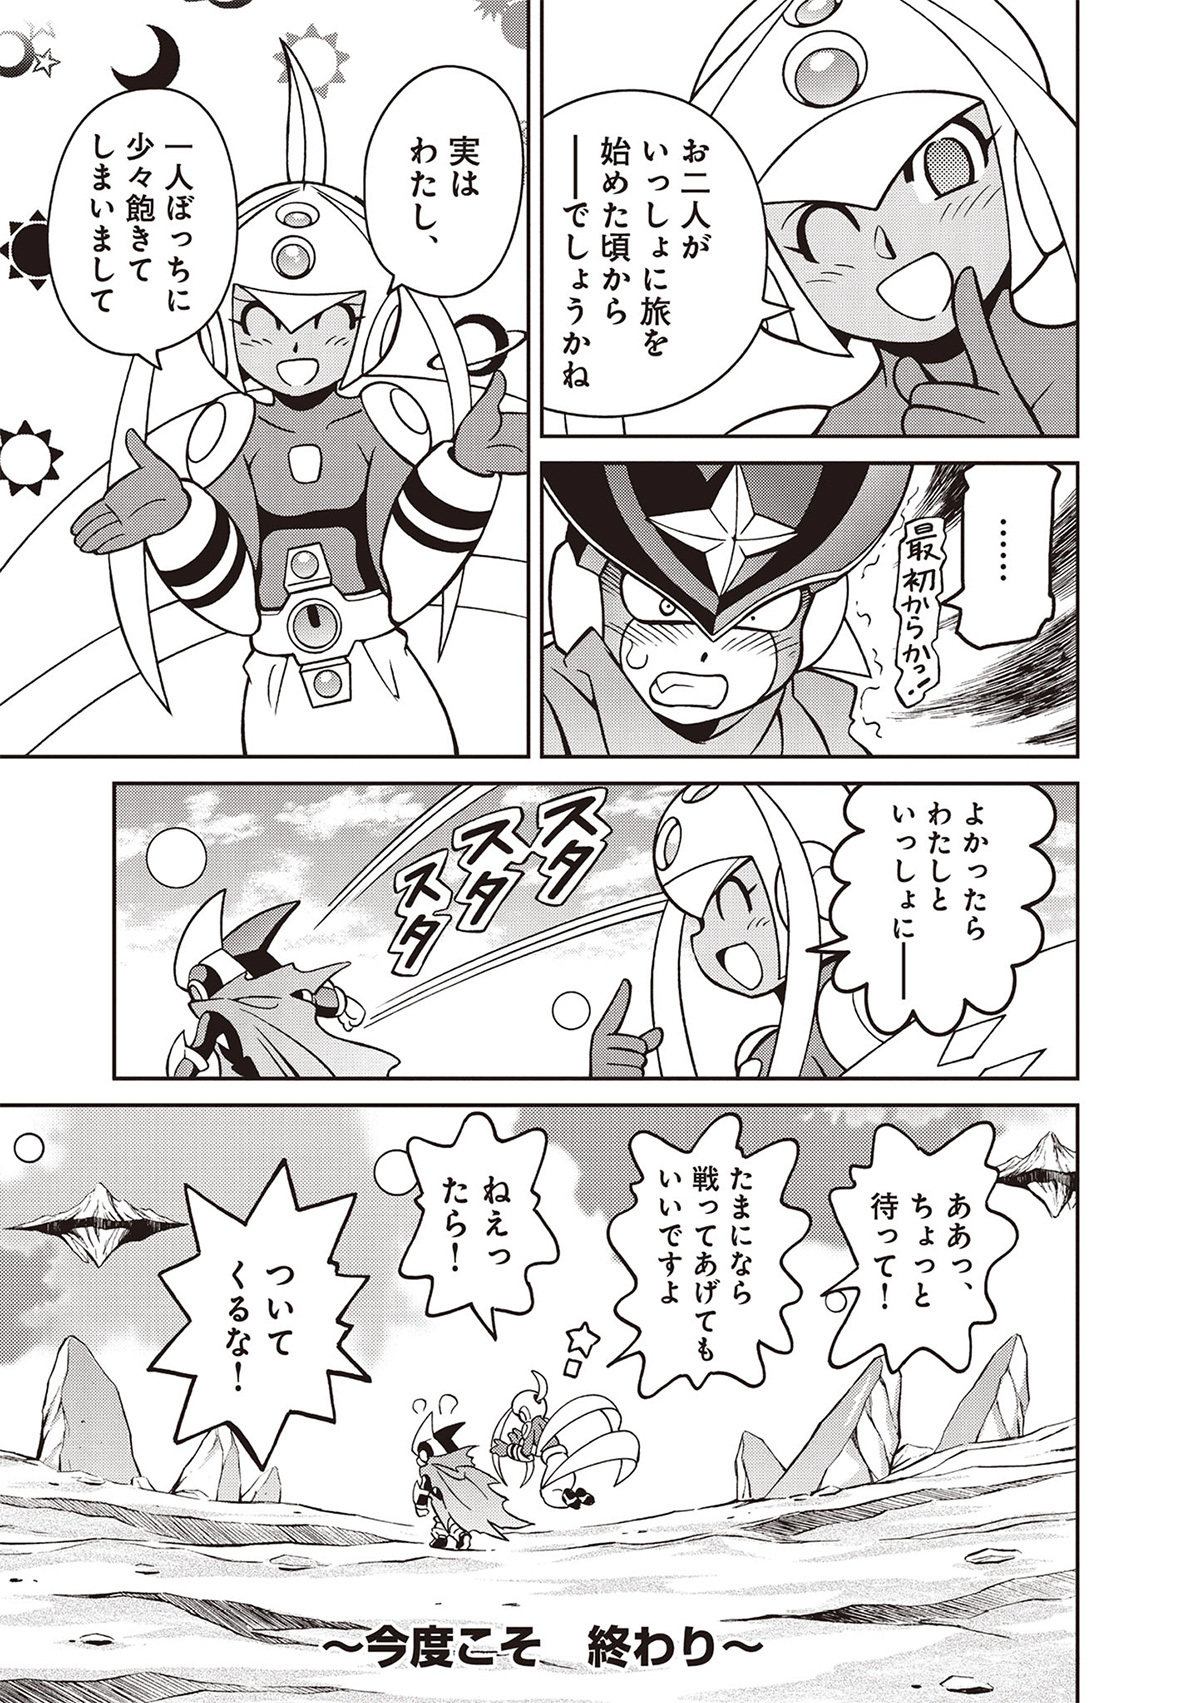 お二人が
いっしょに旅を
始めた頃から
――でしょうかね
……
最初からかっ！
実は
わたし、
一人ぼっちに
少々飽きて
しまいまして
よかったら
わたしと
いっしょに――
スタ
スタ
スタ
ああっ、
ちょっと
待って！
たまになら
戦ってあげても
いいですよ
ねぇっ
たら！
ついて
くるな！
～今度こそ　終わり～